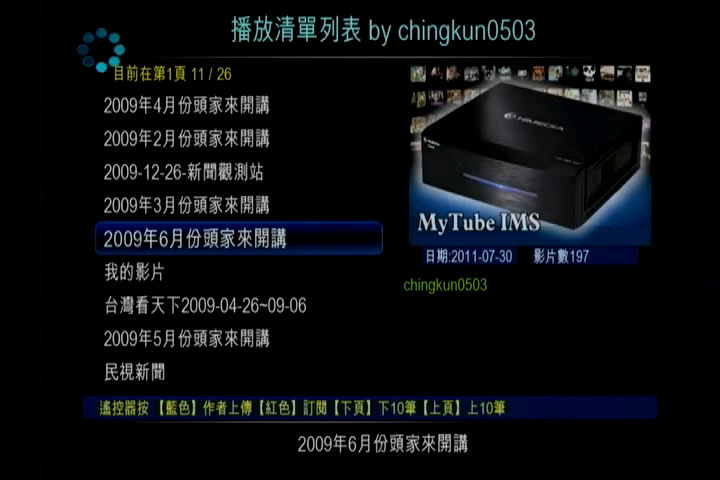 播放清單列表 by chingkun0503
目前在第1頁 11 / 26
2009年4月份頭家來開講
2009年2月份頭家來開講
2009-12-26-新聞觀測站
2009年3月份頭家來開講
2009年6月份頭家來開講
我的影片
台灣看天下2009-04-26~09-06
2009年5月份頭家來開講
民視新聞
HIMEDIA
MyTube IMS
日期:2011-07-30 影片數197
chingkun0503
遙控器按 【藍色】作者上傳【紅色】訂閱【下頁】下10筆【上頁】上10筆
2009年6月份頭家來開講